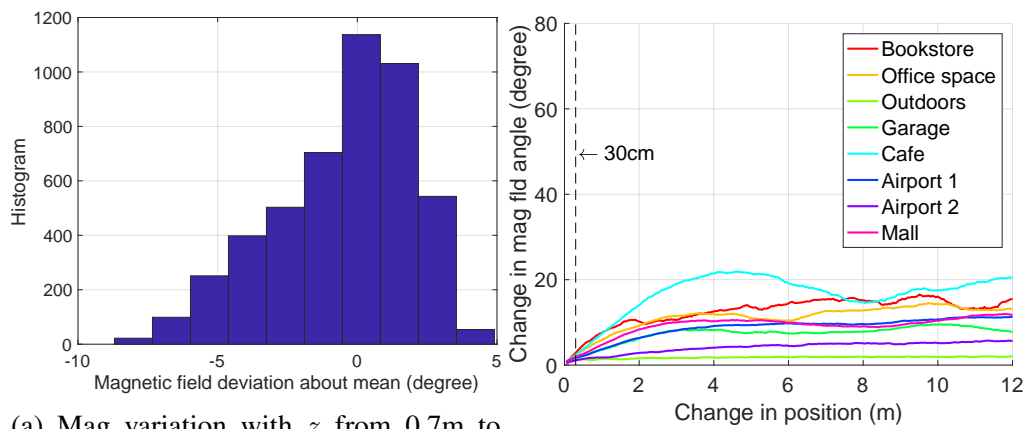 1200
1000
800
600
400
200
0
Histogram
-10
-5
0
5
Magnetic field deviation about mean (degree)
(a) Mag variation with z from 0.7m to
80
60
40
20
0
Change in mag fld angle (degree)
← 30cm
Bookstore
Office space
Outdoors
Garage
Cafe
Airport 1
Airport 2
Mall
0
2
4
6
8
10
12
Change in position (m)